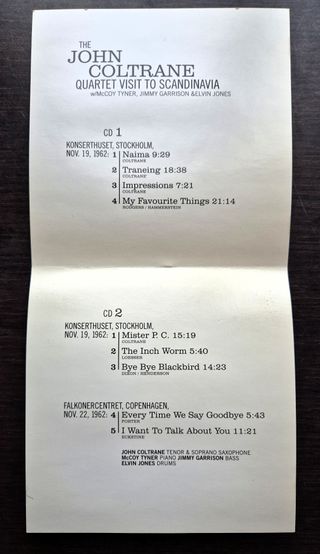 THE
JOHN
COLTRANE
QUARTET VISIT TO SCANDINAVIA
w/McCOY TYNER, JIMMY GARRISON &ELVIN JONES
CD 1
KONSERTHUSET, STOCKHOLM,
NOV. 19, 1962: 1 Naima 9:29
COLTRANE
2 Traneing 18:38
COLTRANE
3 Impressions 7:21
COLTRANE
4 My Favourite Things 21:14
RODGERS / HAMMERSTEIN
CD 2
KONSERTHUSET, STOCKHOLM,
NOV. 19, 1962: 1 Mister P. C. 15:19
COLTRANE
2 The Inch Worm 5:40
LOESSER
3 Bye Bye Blackbird 14:23
DIXON / HENDERSON
FALKONERCENTRET, COPENHAGEN,
NOV. 22, 1962: 4 Every Time We Say Goodbye 5:43
PORTER
5 I Want To Talk About You 11:21
ECKSTINE
JOHN COLTRANE TENOR & SOPRANO SAXOPHONE
McCOY TYNER PIANO JIMMY GARRISON BASS
ELVIN JONES DRUMS